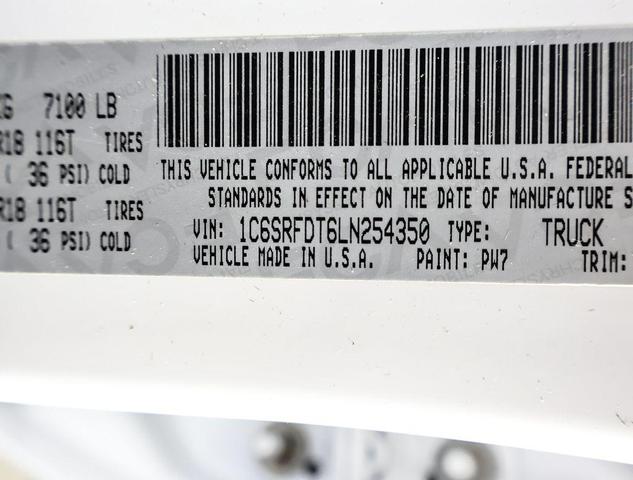 7100 LB
R18 116T TIRES
( 36 PSI) COLD
R18 116T TIRES
( 36 PSI) COLD
THIS VEHICLE CONFORMS TO ALL APPLICABLE U.S.A. FEDERAL
STANDARDS IN EFFECT ON THE DATE OF MANUFACTURE S
VIN: 1C6SRFDT6LN254350 TYPE: TRUCK
VEHICLE MADE IN U.S.A. PAINT: PW7 TRIM: